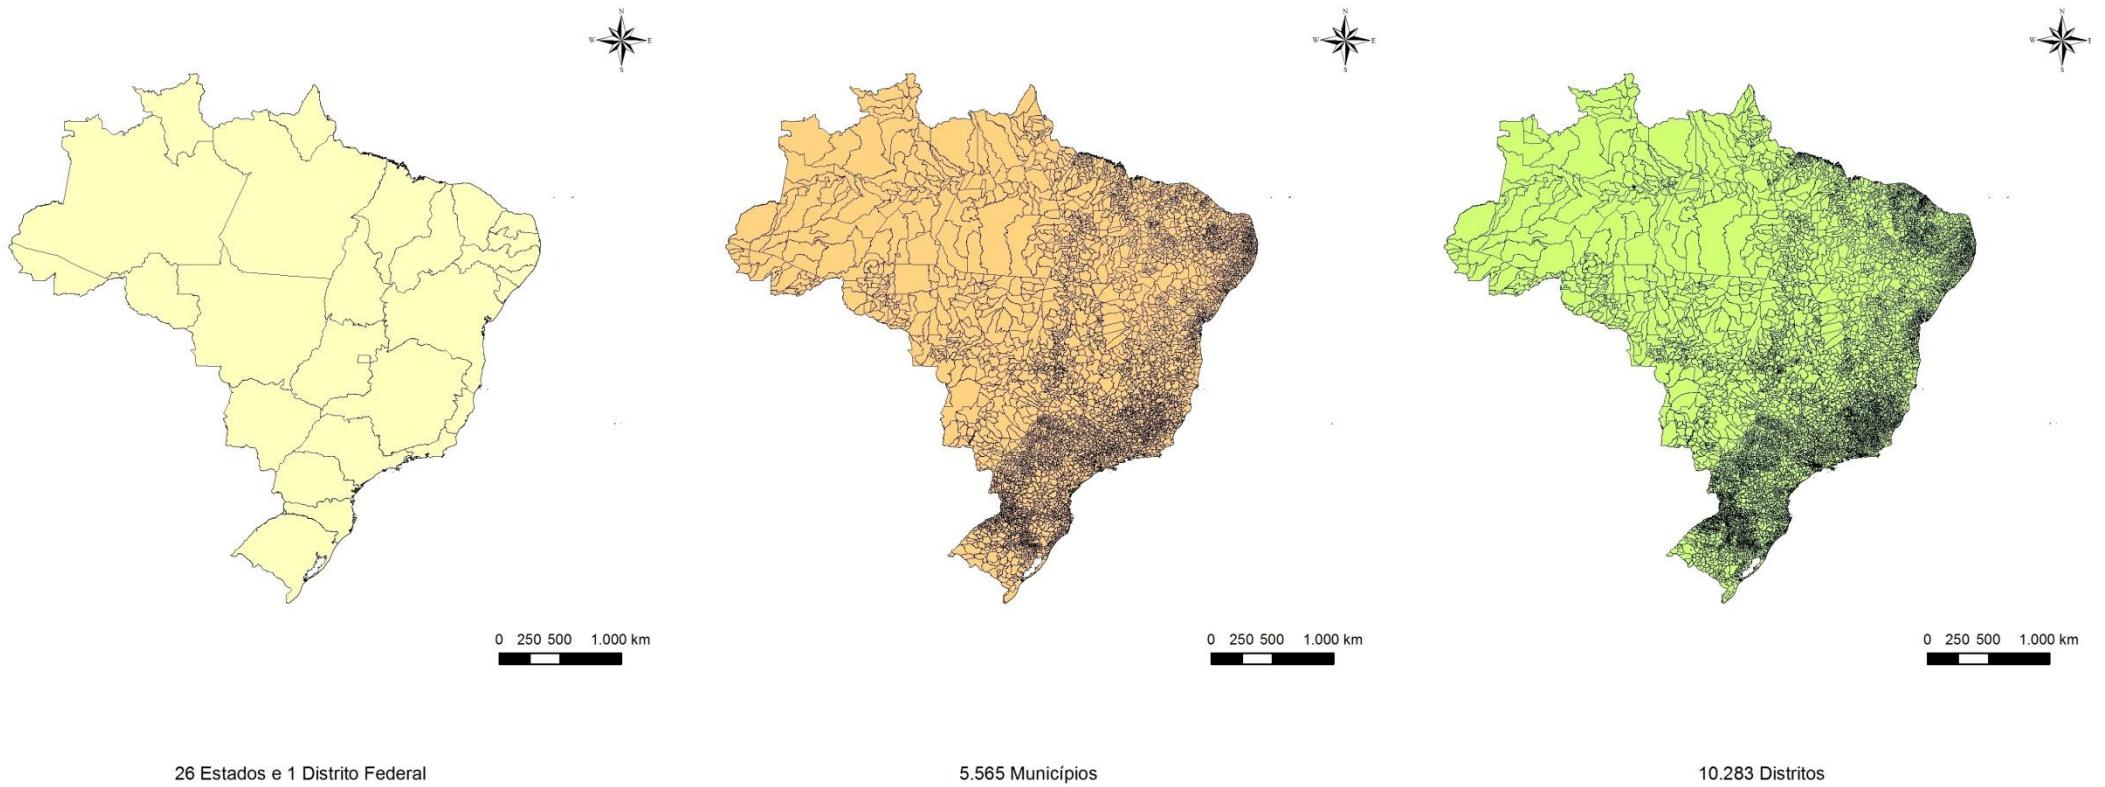 N
W E
S
N
W E
S
N
W E
S
0 250 500 1.000 km
0 250 500 1.000 km
0 250 500 1.000 km
26 Estados e 1 Distrito Federal
5.565 Municípios
10.283 Distritos